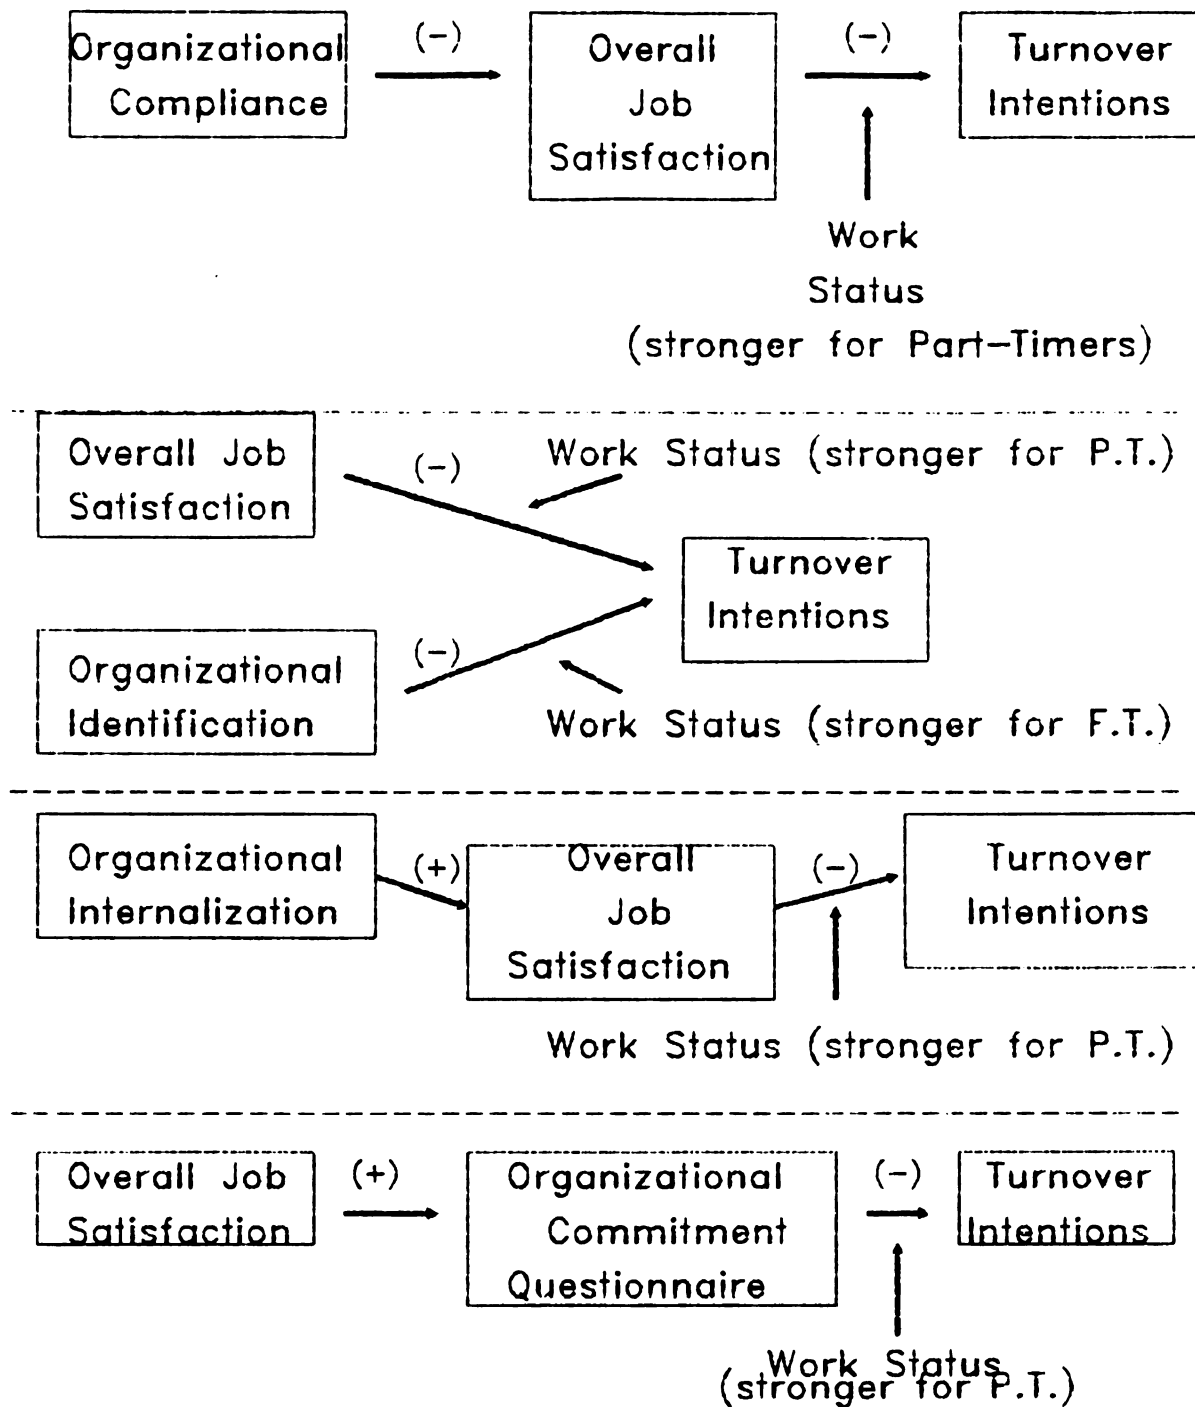 Organizational
Compliance
(-)
Overall
Job
Satisfaction
(-)
Turnover
Intentions
Work
Status
(stronger for Part-Timers)
Overall Job
Satisfaction
(-)
Work Status (stronger for P.T.)
Turnover
Intentions
Organizational
Identification
(-)
Work Status (stronger for F.T.)
Organizational
Internalization
(+)
Overall
Job
Satisfaction
(-)
Turnover
Intentions
Work Status (stronger for P.T.)
Overall Job
Satisfaction
(+)
Organizational
Commitment
Questionnaire
(-)
Turnover
Intentions
Work Status
(stronger for P.T.)